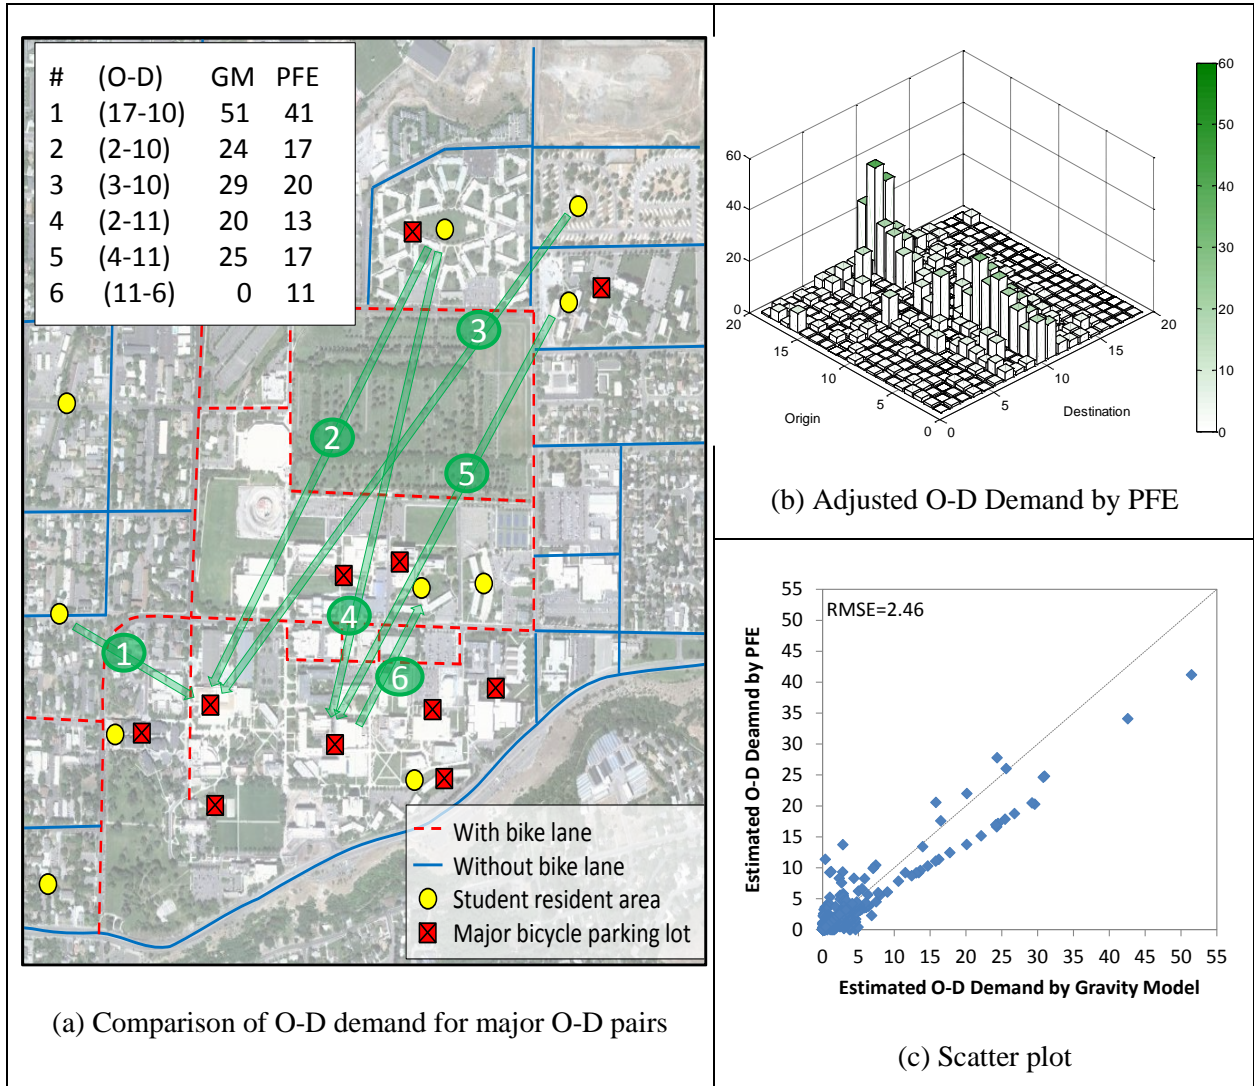 # (O-D) GM PFE
1 (17-10) 51 41
2 (2-10) 24 17
3 (3-10) 29 20
4 (2-11) 20 13
5 (4-11) 25 17
6 (11-6) 0 11
3
2
5
4
1
6
With bike lane
Without bike lane
Student resident area
Major bicycle parking lot
(a) Comparison of O-D demand for major O-D pairs
60
40
20
0
20
15
10
5
0
Origin
0
5
10
15
20
Destination
60
50
40
30
20
10
0
(b) Adjusted O-D Demand by PFE
RMSE=2.46
Estimated O-D Deamnd by PFE
55
50
45
40
35
30
25
20
15
10
5
0
0 5 10 15 20 25 30 35 40 45 50 55
Estimated O-D Demand by Gravity Model
(c) Scatter plot